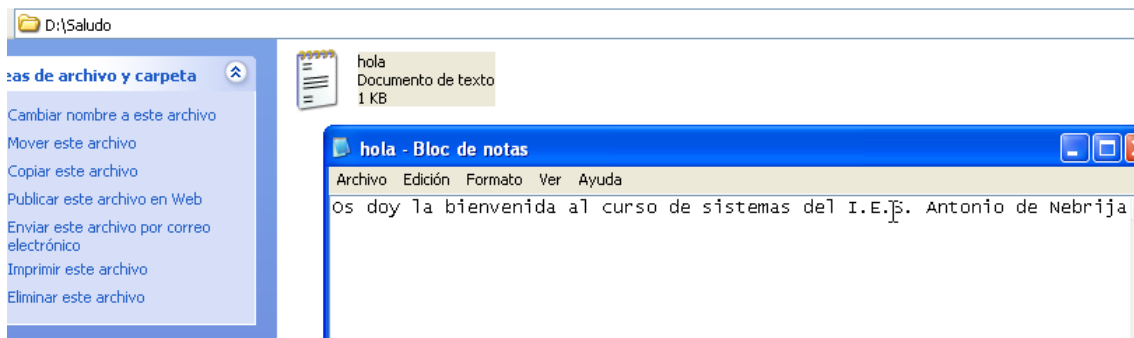 D:\Saludo
eas de archivo y carpeta
Cambiar nombre a este archivo
Mover este archivo
Copiar este archivo
Publicar este archivo en Web
Enviar este archivo por correo
electrónico
Imprimir este archivo
Eliminar este archivo
hola
Documento de texto
1 KB
hola - Bloc de notas
Archivo Edición Formato Ver Ayuda
Os doy la bienvenida al curso de sistemas del I.E.S. Antonio de Nebrija